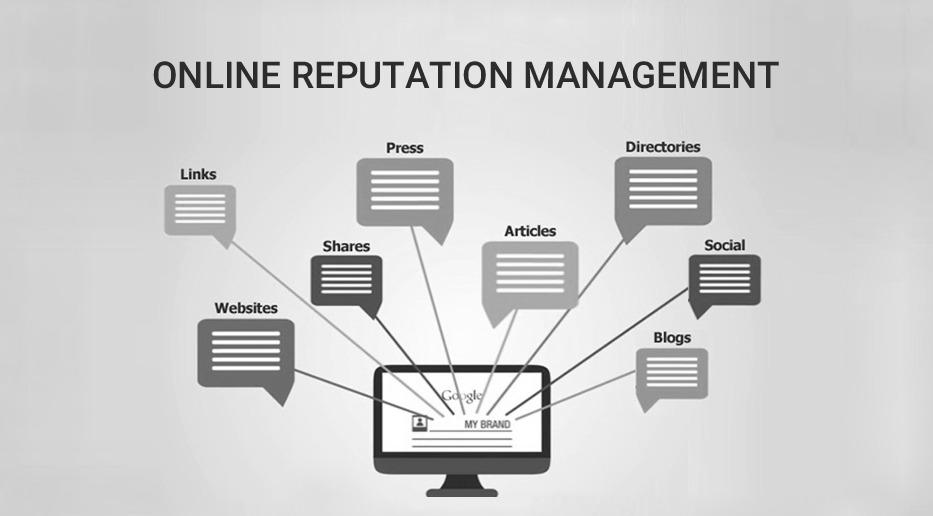 ONLINE REPUTATION MANAGEMENT
Press
Directories
Links
Articles
Shares
Social
Websites
Blogs
Google
MY BRAND